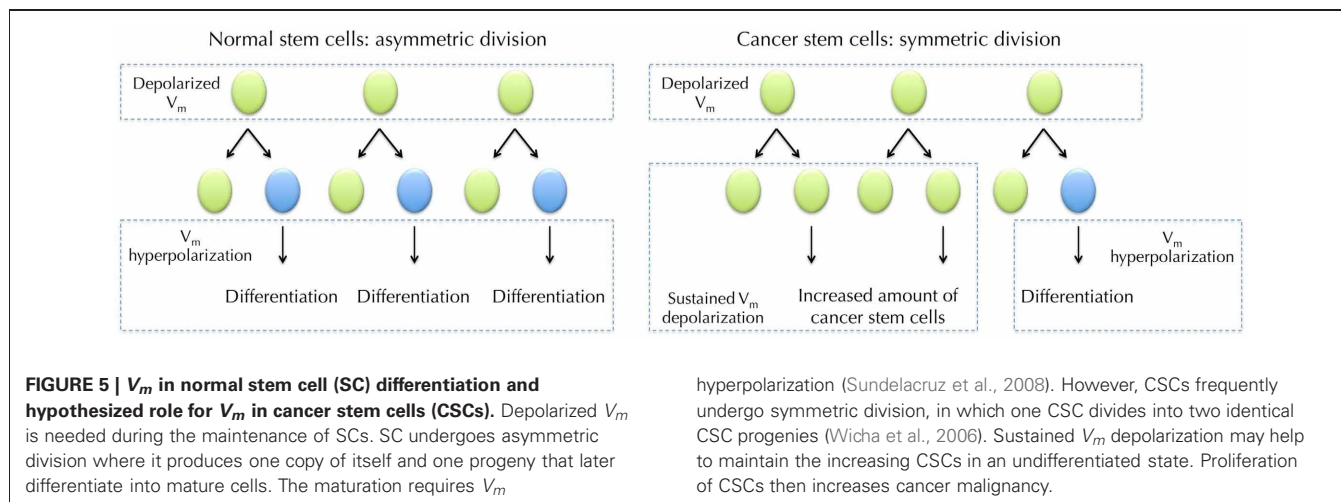 Normal stem cells: asymmetric division
Depolarized
Vm
Vm
hyperpolarization
Differentiation Differentiation Differentiation
Cancer stem cells: symmetric division
Depolarized
Vm
Sustained Vm
depolarization
Increased amount of
cancer stem cells
Vm
hyperpolarization
Differentiation
FIGURE 5 | Vm in normal stem cell (SC) differentiation and
hypothesized role for Vm in cancer stem cells (CSCs). Depolarized Vm
is needed during the maintenance of SCs. SC undergoes asymmetric
division where it produces one copy of itself and one progeny that later
differentiate into mature cells. The maturation requires Vm
hyperpolarization (Sundelacruz et al., 2008). However, CSCs frequently
undergo symmetric division, in which one CSC divides into two identical
CSC progenies (Wicha et al., 2006). Sustained Vm depolarization may help
to maintain the increasing CSCs in an undifferentiated state. Proliferation
of CSCs then increases cancer malignancy.